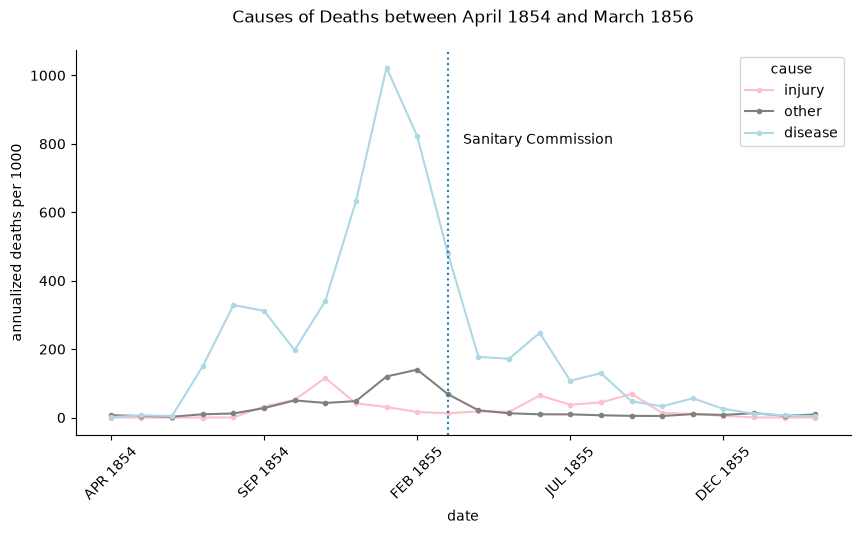 Causes of Deaths between April 1854 and March 1856
cause
injury
other
disease
Sanitary Commission
annualized deaths per 1000
1000
800
600
400
200
0
APR 1854
SEP 1854
FEB 1855
JUL 1855
DEC 1855
date